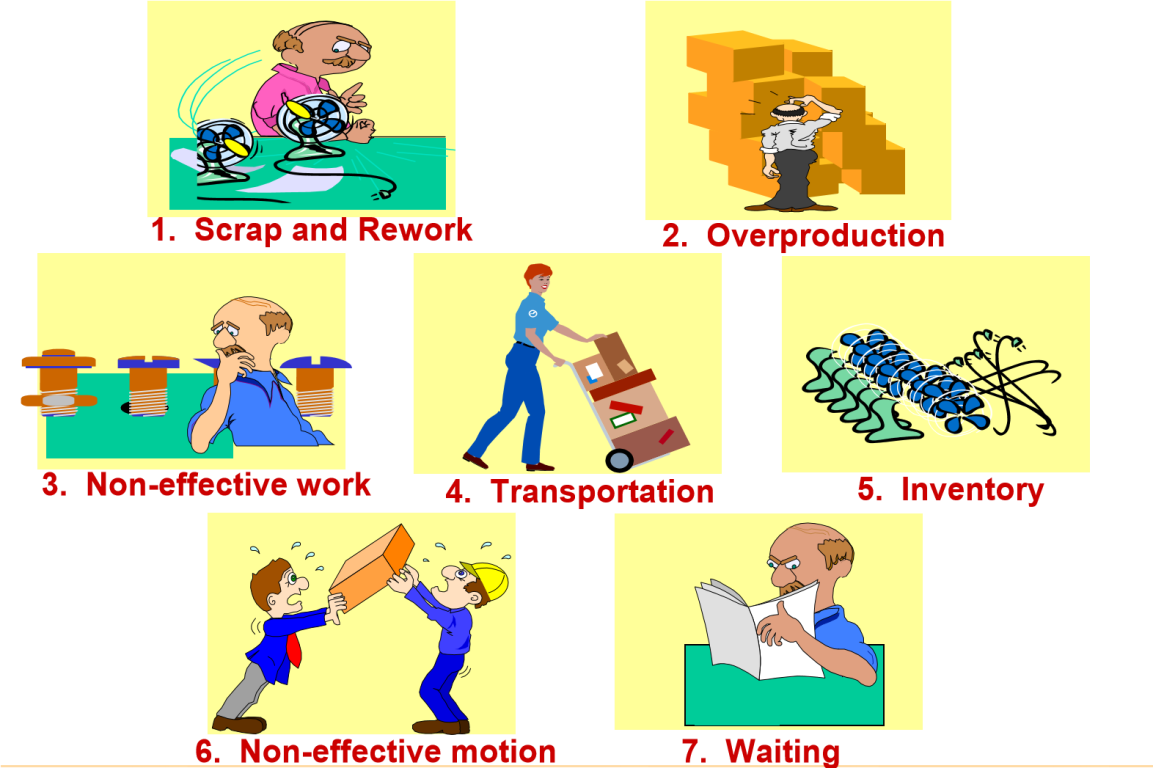 1. Scrap and Rework
2. Overproduction
3. Non-effective work
4. Transportation
5. Inventory
6. Non-effective motion
7. Waiting